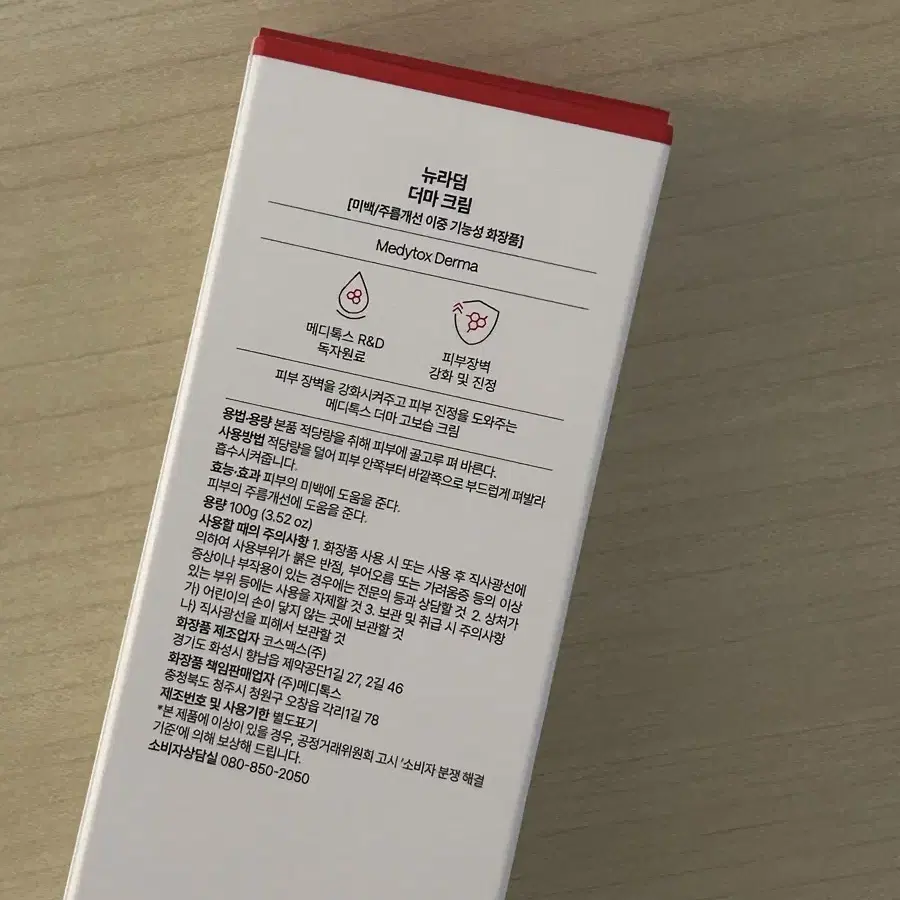 뉴라덤
더마 크림
[미백/주름개선 이중 기능성 화장품]
Medytox Derma
메디톡스 R&D
독자원료
피부장벽
강화 및 진정
피부 장벽을 강화시켜주고 피부 진정을 도와주는
메디톡스 더마 고보습 크림
용법·용량 본품 적당량을 취해 피부에 골고루 펴 바른다.
사용방법 적당량을 덜어 피부 안쪽부터 바깥쪽으로 부드럽게 펴발라
흡수시켜줍니다.
효능·효과 피부의 미백에 도움을 준다.
피부의 주름개선에 도움을 준다.
용량 100g (3.52 oz)
사용할 때의 주의사항 1. 화장품 사용 시 또는 사용 후 직사광선에
의하여 사용부위가 붉은 반점, 부어오름 또는 가려움증 등의 이상
증상이나 부작용이 있는 경우에는 전문의 등과 상담할 것 2. 상처가
있는 부위 등에는 사용을 자제할 것 3. 보관 및 취급 시 주의사항
가) 어린이의 손이 닿지 않는 곳에 보관할 것
나) 직사광선을 피해서 보관할 것
화장품 제조업자 코스맥스(주)
경기도 화성시 향남읍 제약공단1길 27, 2길 46
화장품 책임판매업자 (주)메디톡스
충청북도 청주시 청원구 오창읍 각리1길 78
제조번호 및 사용기한 별도표기
*본 제품에 이상이 있을 경우, 공정거래위원회 고시 '소비자 분쟁 해결
기준'에 의해 보상해 드립니다.
소비자상담실 080-850-2050